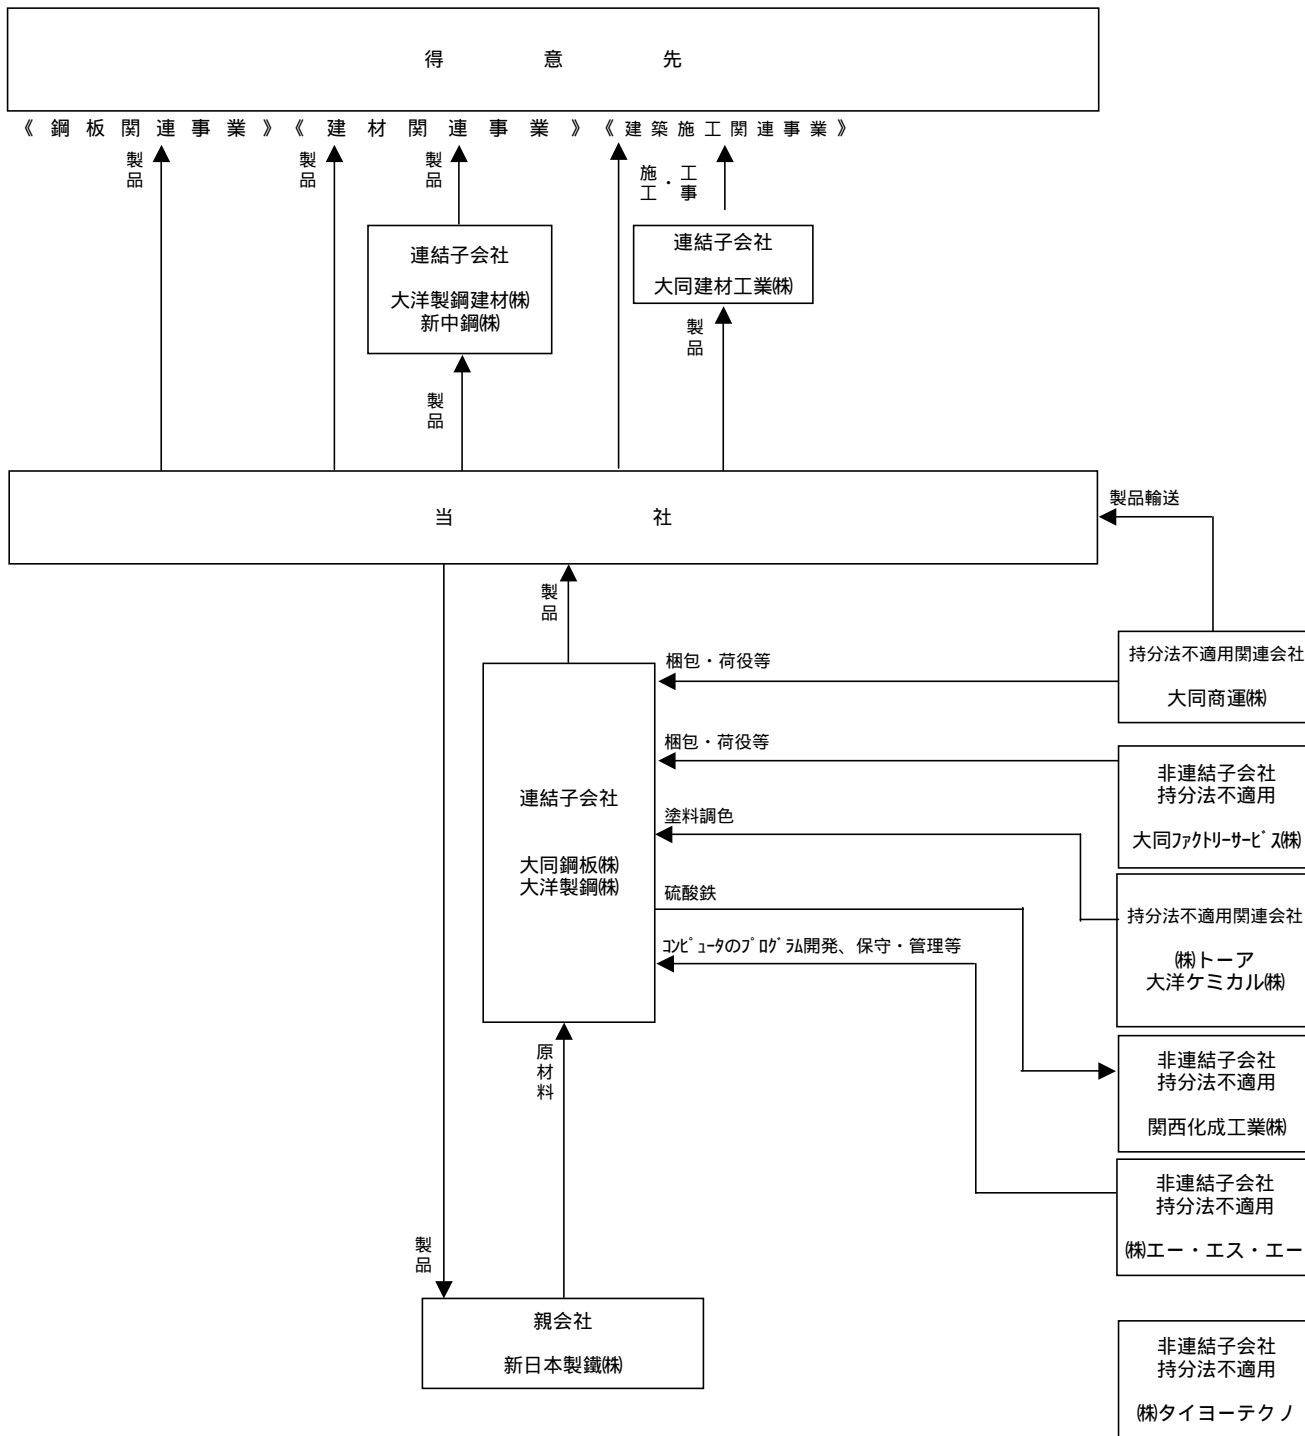 得意先
《鋼板関連事業》《建材関連事業》《建築施工関連事業》
製品
製品
製品
施工・工事
連結子会社
大洋製鋼建材㈱
新中鋼㈱
連結子会社
大同建材工業㈱
製品
製品
当社
製品輸送
製品
持分法不適用関連会社
大同商運㈱
梱包・荷役等
梱包・荷役等
非連結子会社
持分法不適用
大同ファクトリーサービス㈱
連結子会社
大同鋼板㈱
大洋製鋼㈱
塗料調色
硫酸鉄
持分法不適用関連会社
㈱トーア
大洋ケミカル㈱
コンピュータのプログラム開発、保守・管理等
原材料
非連結子会社
持分法不適用
関西化成工業㈱
非連結子会社
持分法不適用
㈱エー・エス・エー
製品
親会社
新日本製鐵㈱
非連結子会社
持分法不適用
㈱タイヨーテクノ